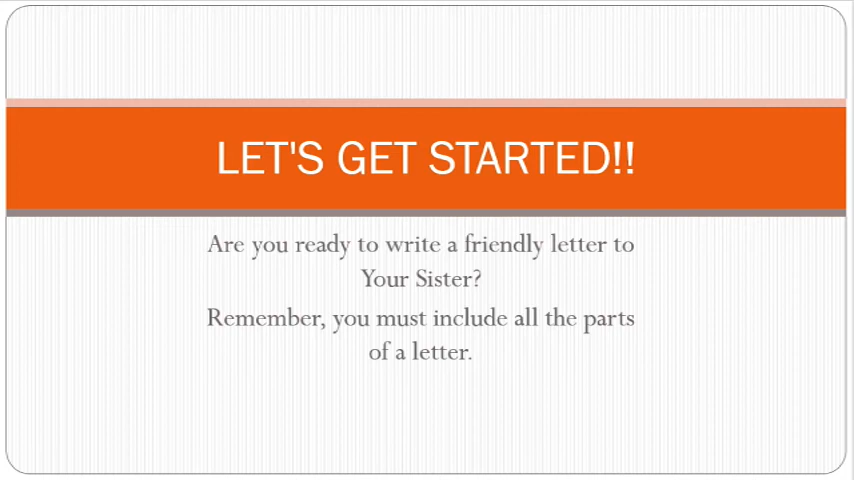 LET'S GET STARTED!!
Are you ready to write a friendly letter to
Your Sister?
Remember, you must include all the parts
of a letter.